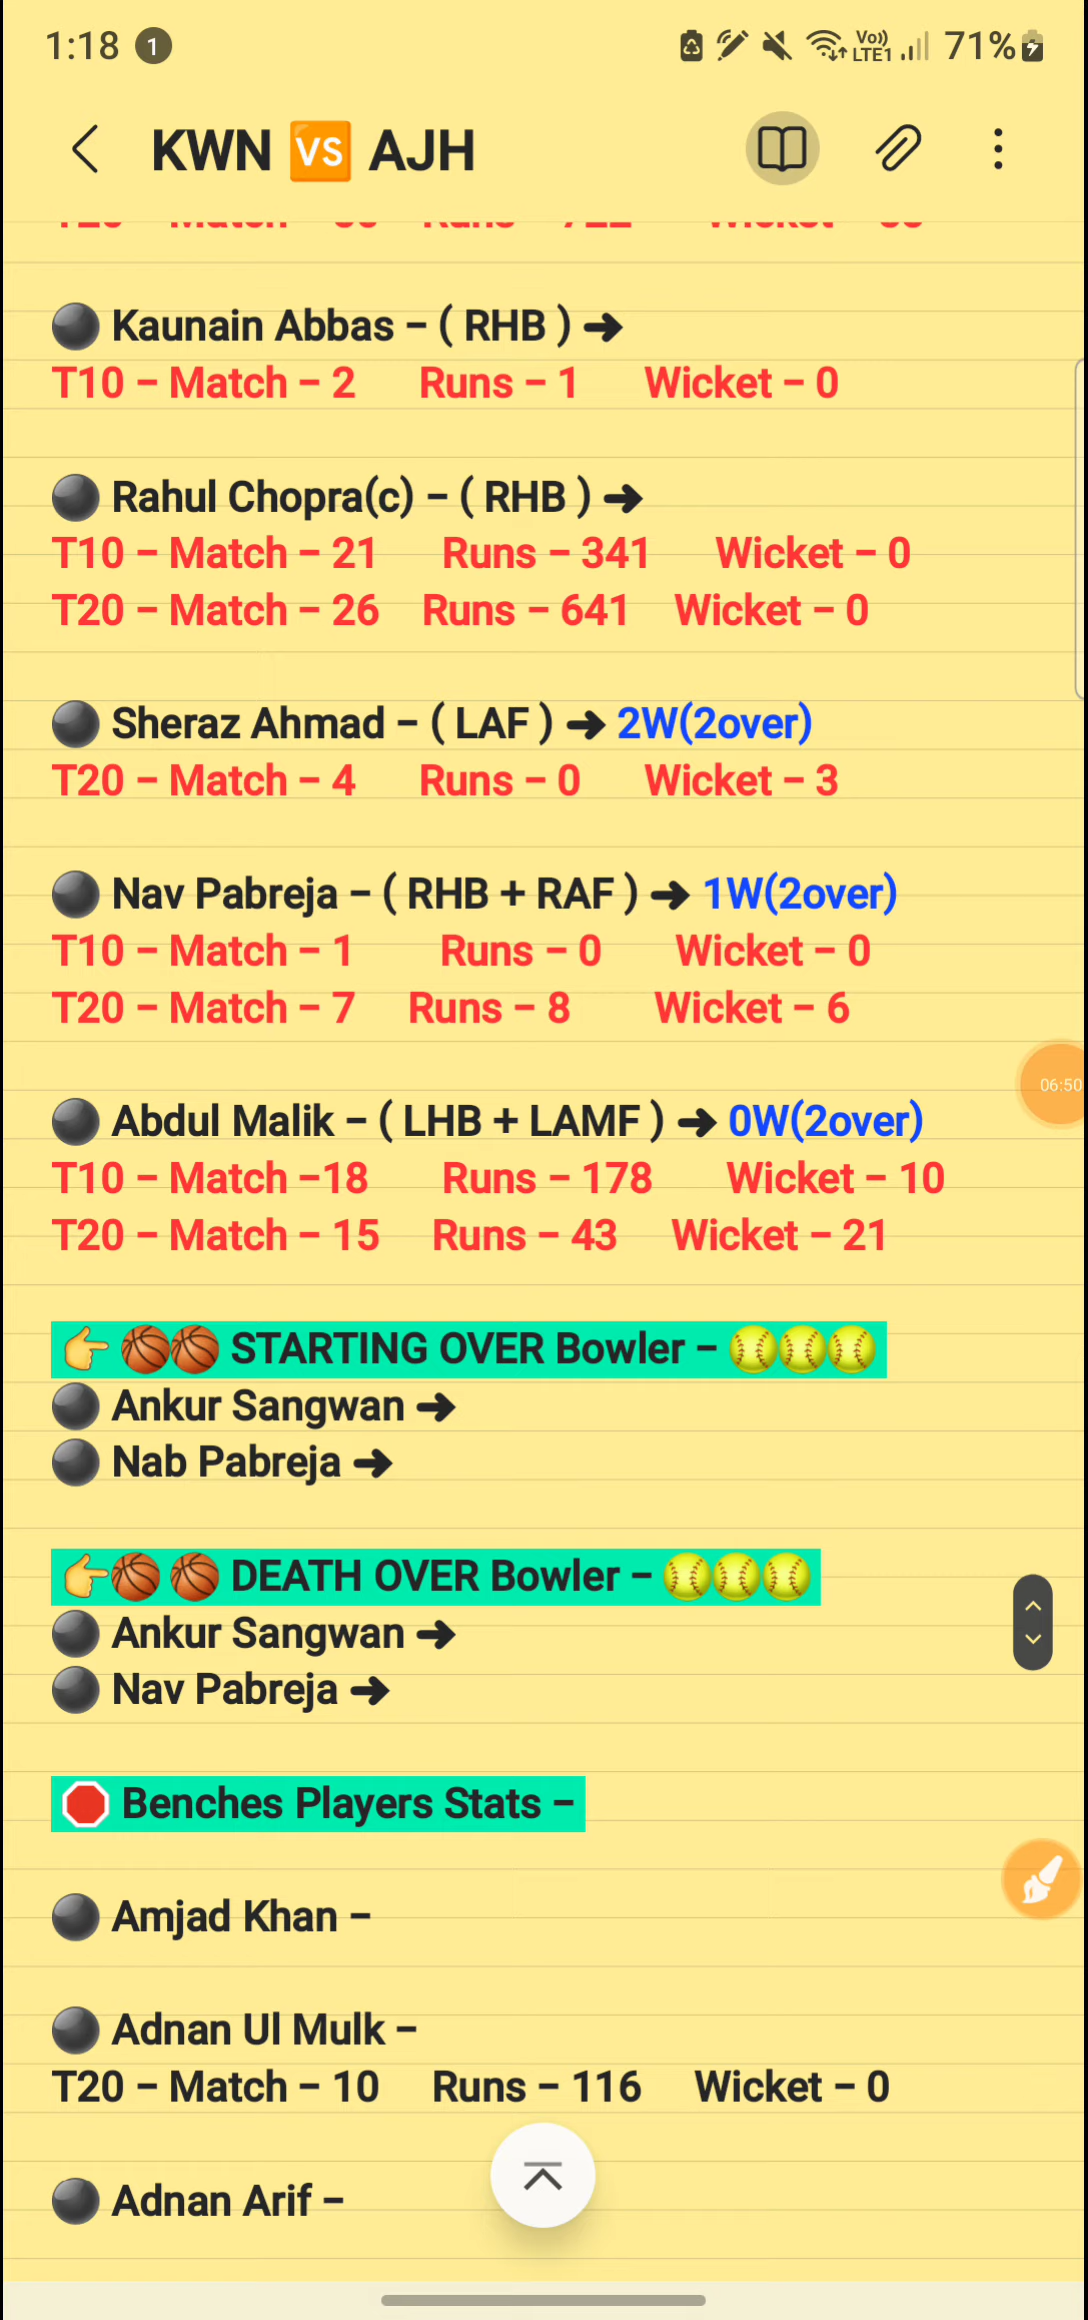 1:18 1 Vo)) LTE1 71%
KWN VS AJH
Kaunain Abbas – ( RHB ) ➔
T10 – Match – 2 Runs – 1 Wicket – 0
Rahul Chopra(c) – ( RHB ) ➔
T10 – Match – 21 Runs – 341 Wicket – 0
T20 – Match – 26 Runs – 641 Wicket – 0
Sheraz Ahmad – ( LAF ) ➔ 2W(2over)
T20 – Match – 4 Runs – 0 Wicket – 3
Nav Pabreja – ( RHB + RAF ) ➔ 1W(2over)
T10 – Match – 1 Runs – 0 Wicket – 0
T20 – Match – 7 Runs – 8 Wicket – 6
06:50
Abdul Malik – ( LHB + LAMF ) ➔ 0W(2over)
T10 – Match –18 Runs – 178 Wicket – 10
T20 – Match – 15 Runs – 43 Wicket – 21
👉 🏀🏀 STARTING OVER Bowler – 🥎🥎🥎
Ankur Sangwan ➔
Nab Pabreja ➔
👉🏀 🏀 DEATH OVER Bowler – 🥎🥎🥎
Ankur Sangwan ➔
Nav Pabreja ➔
🛑 Benches Players Stats –
Amjad Khan –
Adnan Ul Mulk –
T20 – Match – 10 Runs – 116 Wicket – 0
Adnan Arif –